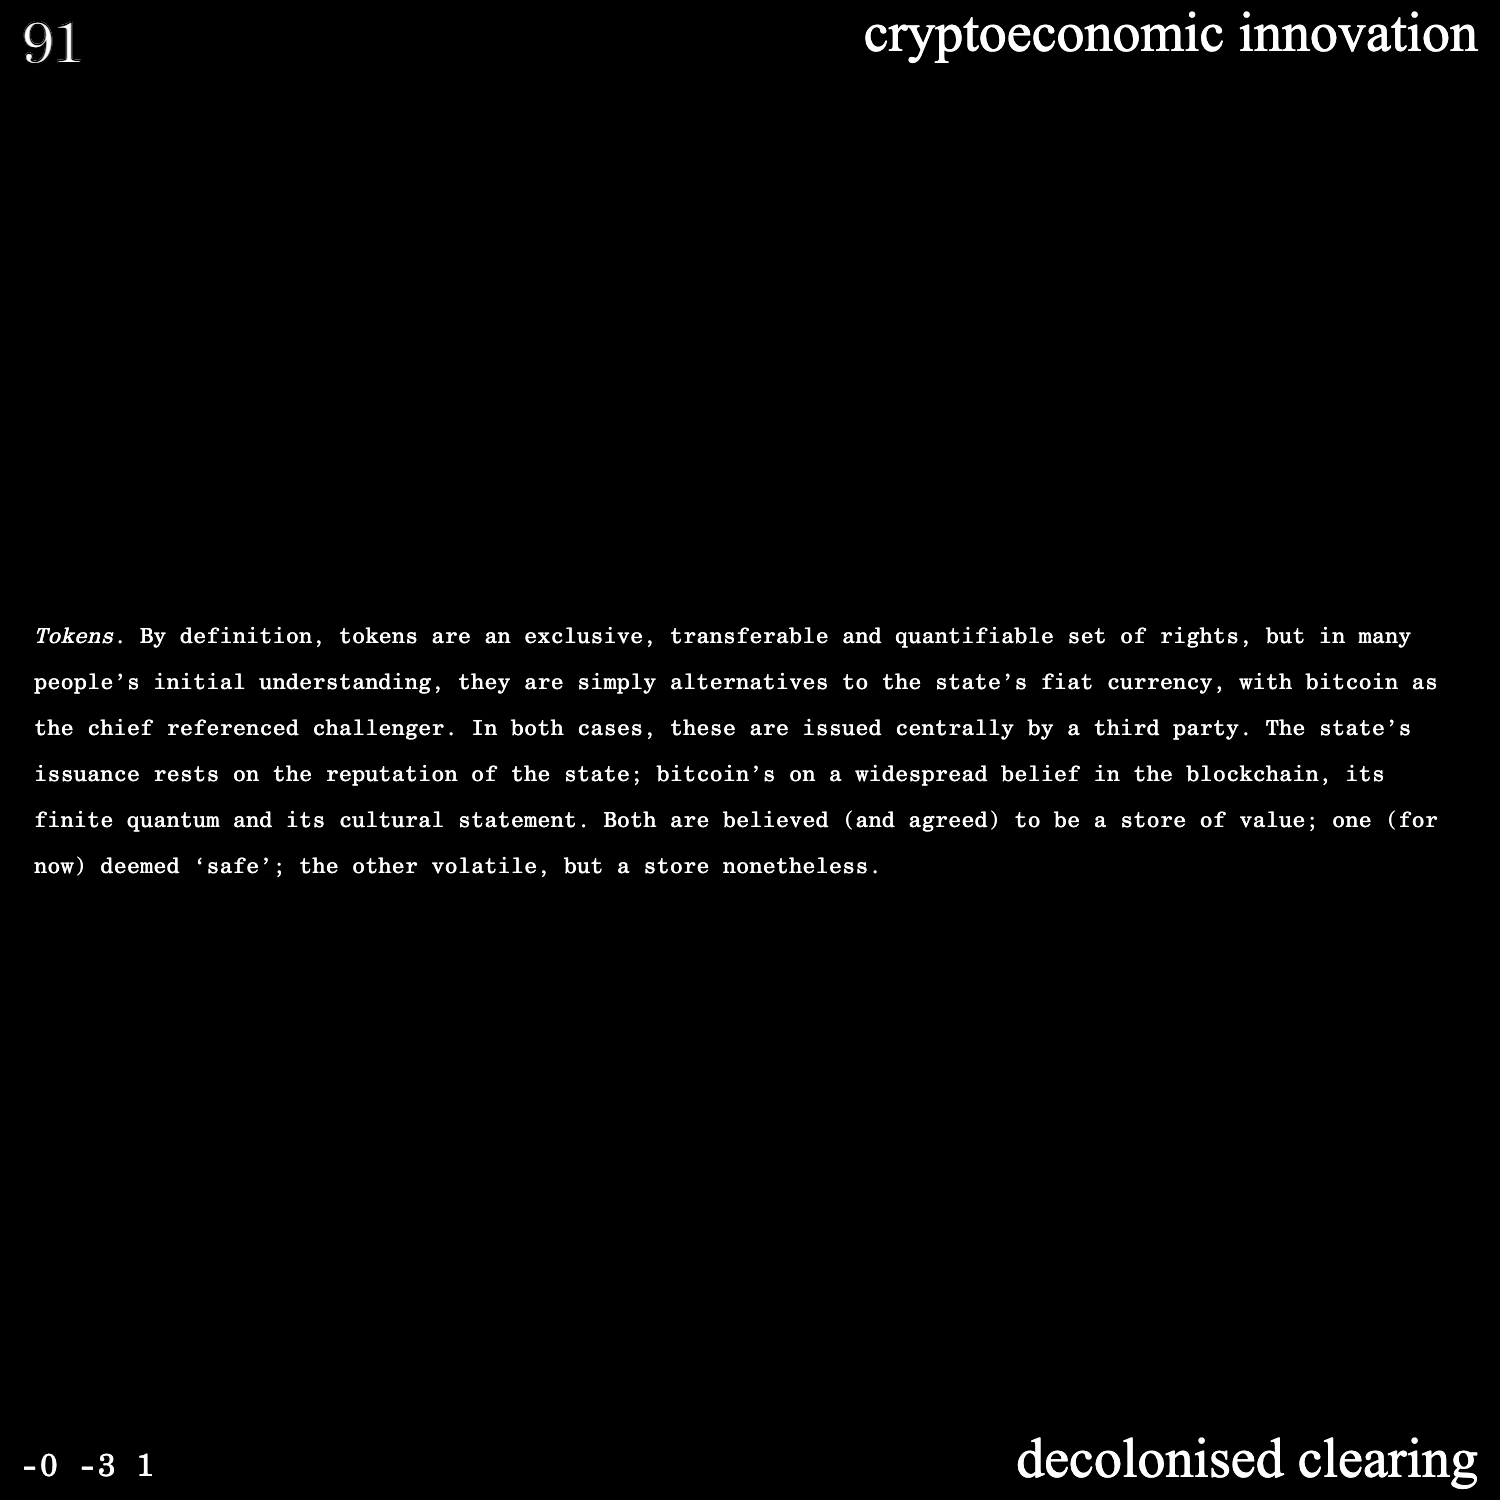 91
cryptoeconomic innovation
Tokens. By definition, tokens are an exclusive, transferable and quantifiable set of rights, but in many
people’s initial understanding, they are simply alternatives to the state’s fiat currency, with bitcoin as
the chief referenced challenger. In both cases, these are issued centrally by a third party. The state’s
issuance rests on the reputation of the state; bitcoin’s on a widespread belief in the blockchain, its
finite quantum and its cultural statement. Both are believed (and agreed) to be a store of value; one (for
now) deemed ‘safe’; the other volatile, but a store nonetheless.
-0 -3 1
decolonised clearing